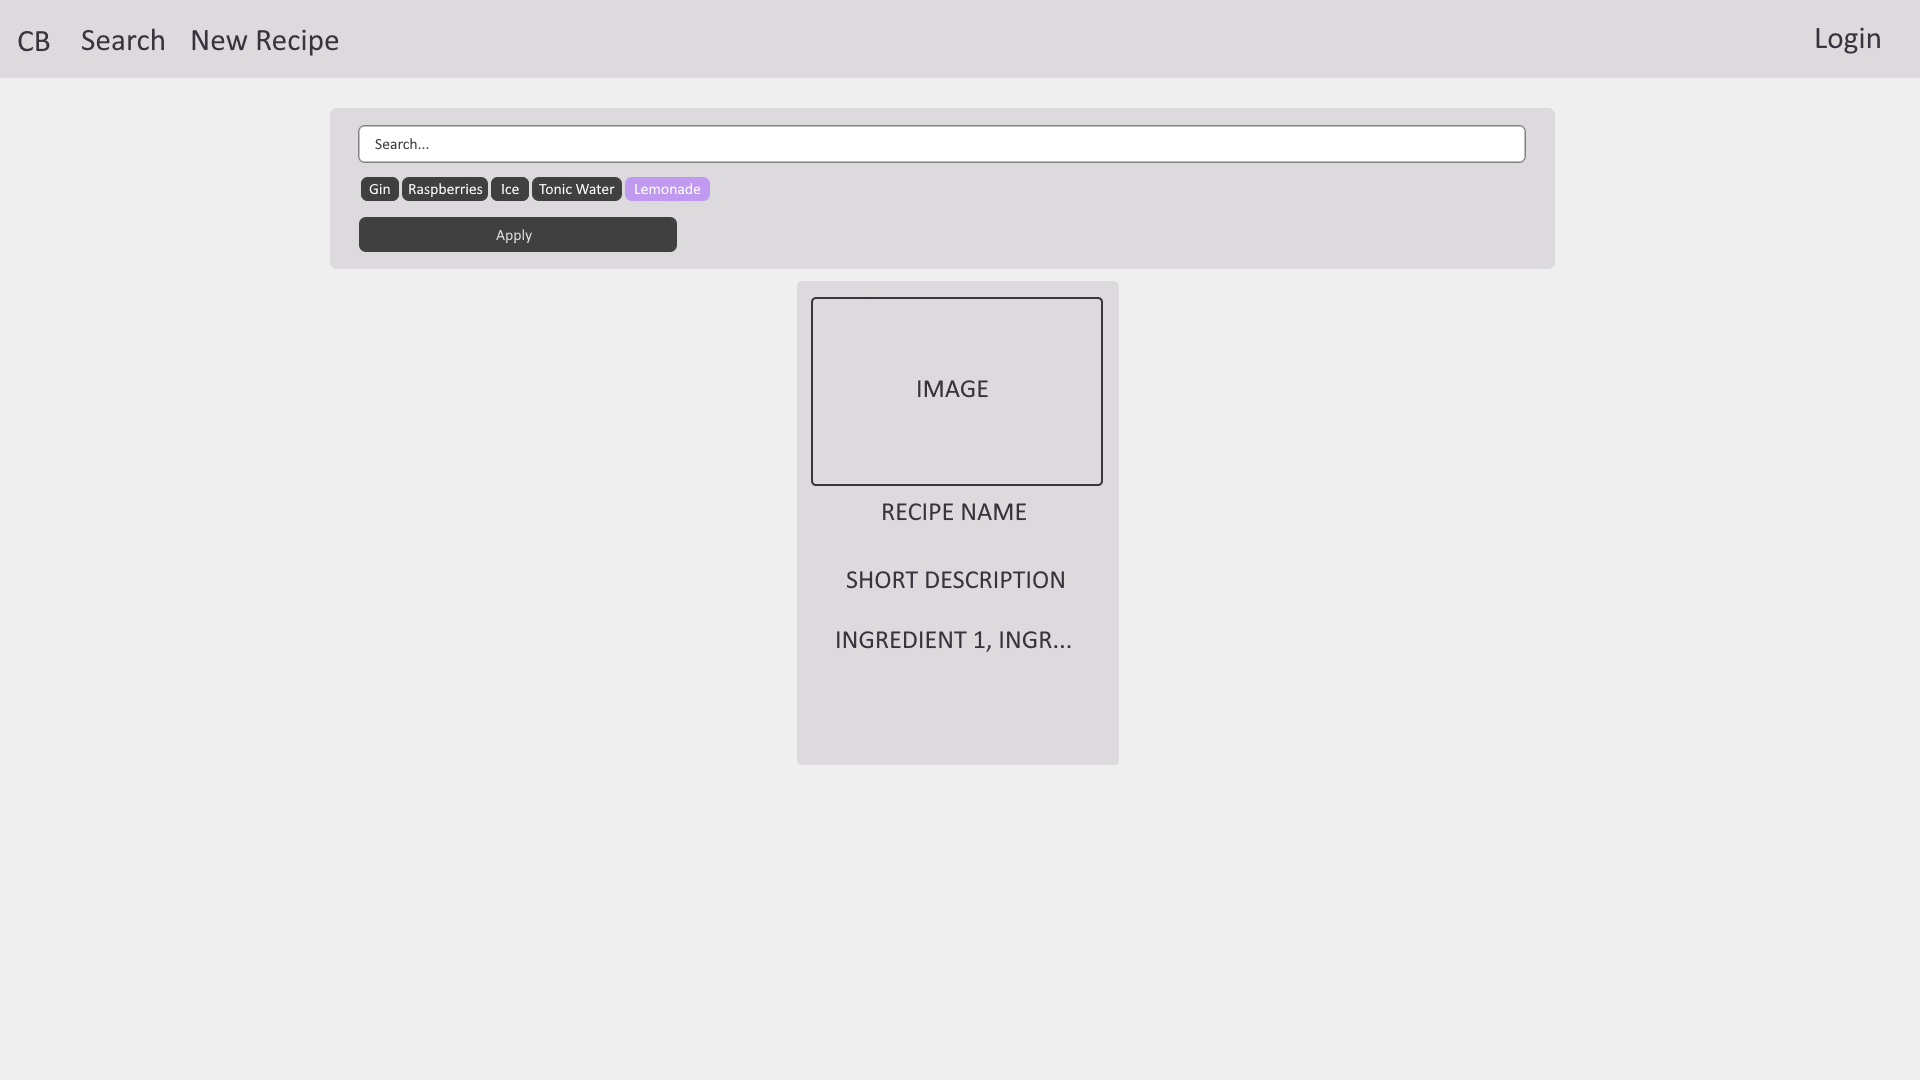 CB Search New Recipe Login
Search...
Gin Raspberries Ice Tonic Water Lemonade
Apply
IMAGE
RECIPE NAME
SHORT DESCRIPTION
INGREDIENT 1, INGR...